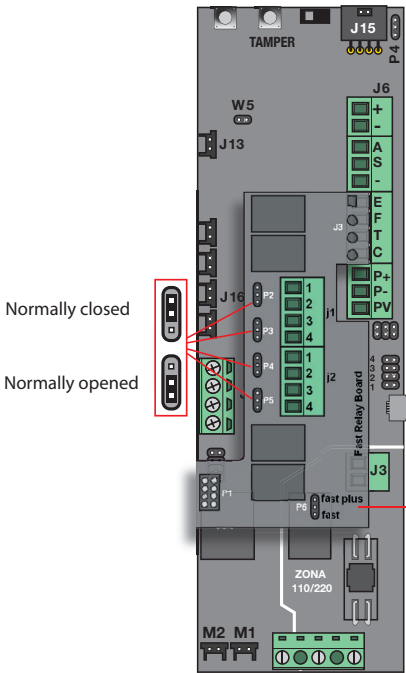 J15
P4
TAMPER
J6
+
-
W5
J13
A
S
-
E
F
T
C
J3
P+
P-
PV
J16
P2
P3
P4
P5
1
2
3
4
j1
1
2
3
4
j2
Normally closed
Normally opened
4
3
2
1
Fast Relay Board
J3
P1
P6
fast plus
fast
ZONA
110/220
M2 M1